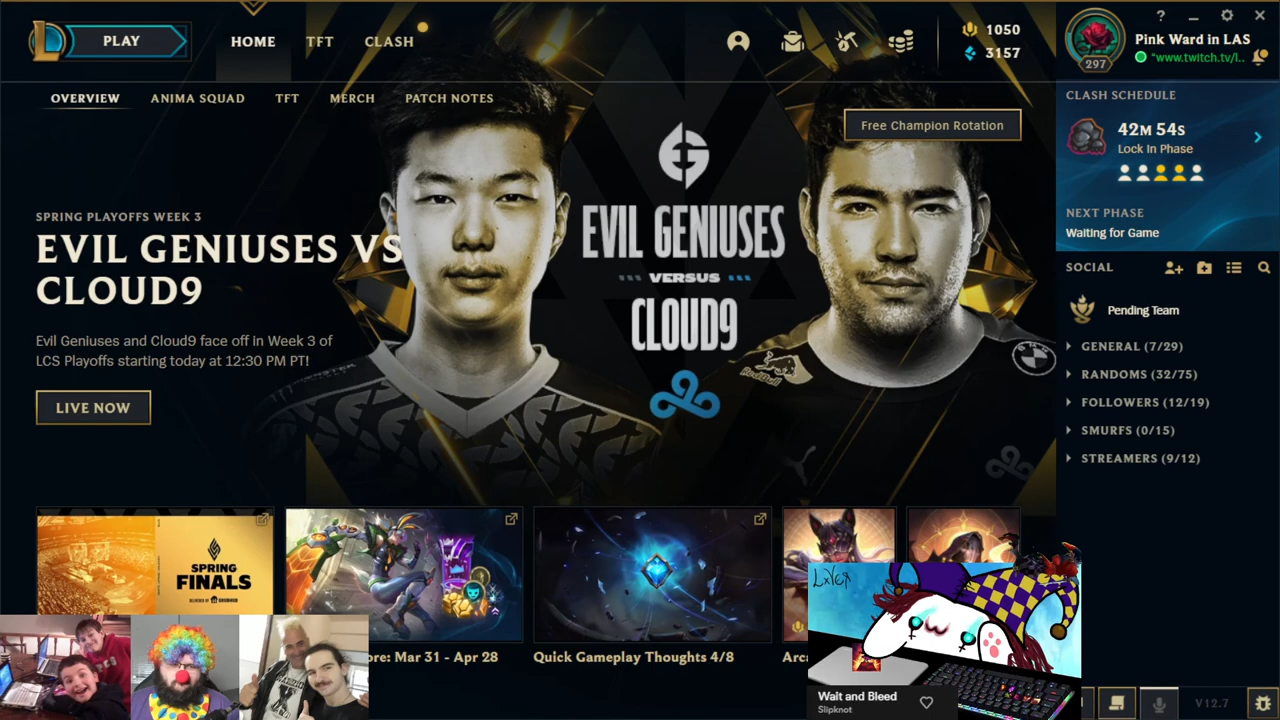 PLAY
HOME
TFT
CLASH
1050
3157
?
Pink Ward in LAS
297
"www.twitch.tv/l..
OVERVIEW
ANIMA SQUAD
TFT
MERCH
PATCH NOTES
Free Champion Rotation
CLASH SCHEDULE
42M 54S
Lock In Phase
NEXT PHASE
Waiting for Game
SPRING PLAYOFFS WEEK 3
EVIL GENIUSES VS
CLOUD9
Evil Geniuses and Cloud9 face off in Week 3 of
LCS Playoffs starting today at 12:30 PM PT!
LIVE NOW
EG
EVIL GENIUSES
VERSUS
CLOUD9
Red Bull
SOCIAL
Pending Team
GENERAL (7/29)
RANDOMS (32/75)
FOLLOWERS (12/19)
SMURFS (0/15)
STREAMERS (9/12)
SPRING
FINALS
ore: Mar 31 - Apr 28
Quick Gameplay Thoughts 4/8
Arc
LxVer
Wait and Bleed
Slipknot
V12.7